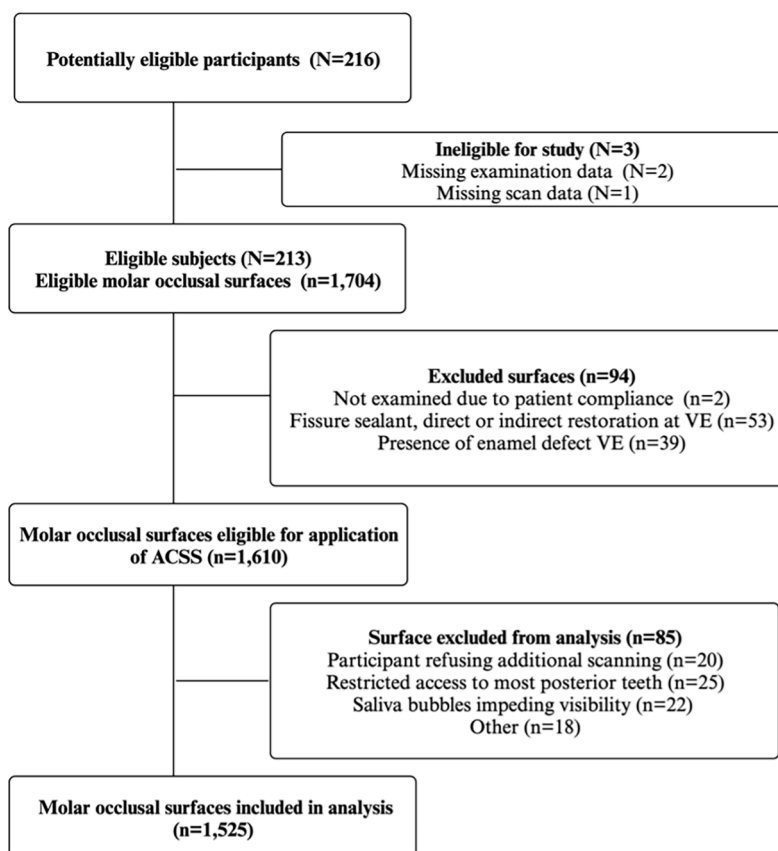 Potentially eligible participants (N=216)
Ineligible for study (N=3)
Missing examination data (N=2)
Missing scan data (N=1)
Eligible subjects (N=213)
Eligible molar occlusal surfaces (n=1,704)
Excluded surfaces (n=94)
Not examined due to patient compliance (n=2)
Fissure sealant, direct or indirect restoration at VE (n=53)
Presence of enamel defect VE (n=39)
Molar occlusal surfaces eligible for application
of ACSS (n=1,610)
Surface excluded from analysis (n=85)
Participant refusing additional scanning (n=20)
Restricted access to most posterior teeth (n=25)
Saliva bubbles impeding visibility (n=22)
Other (n=18)
Molar occlusal surfaces included in analysis
(n=1,525)